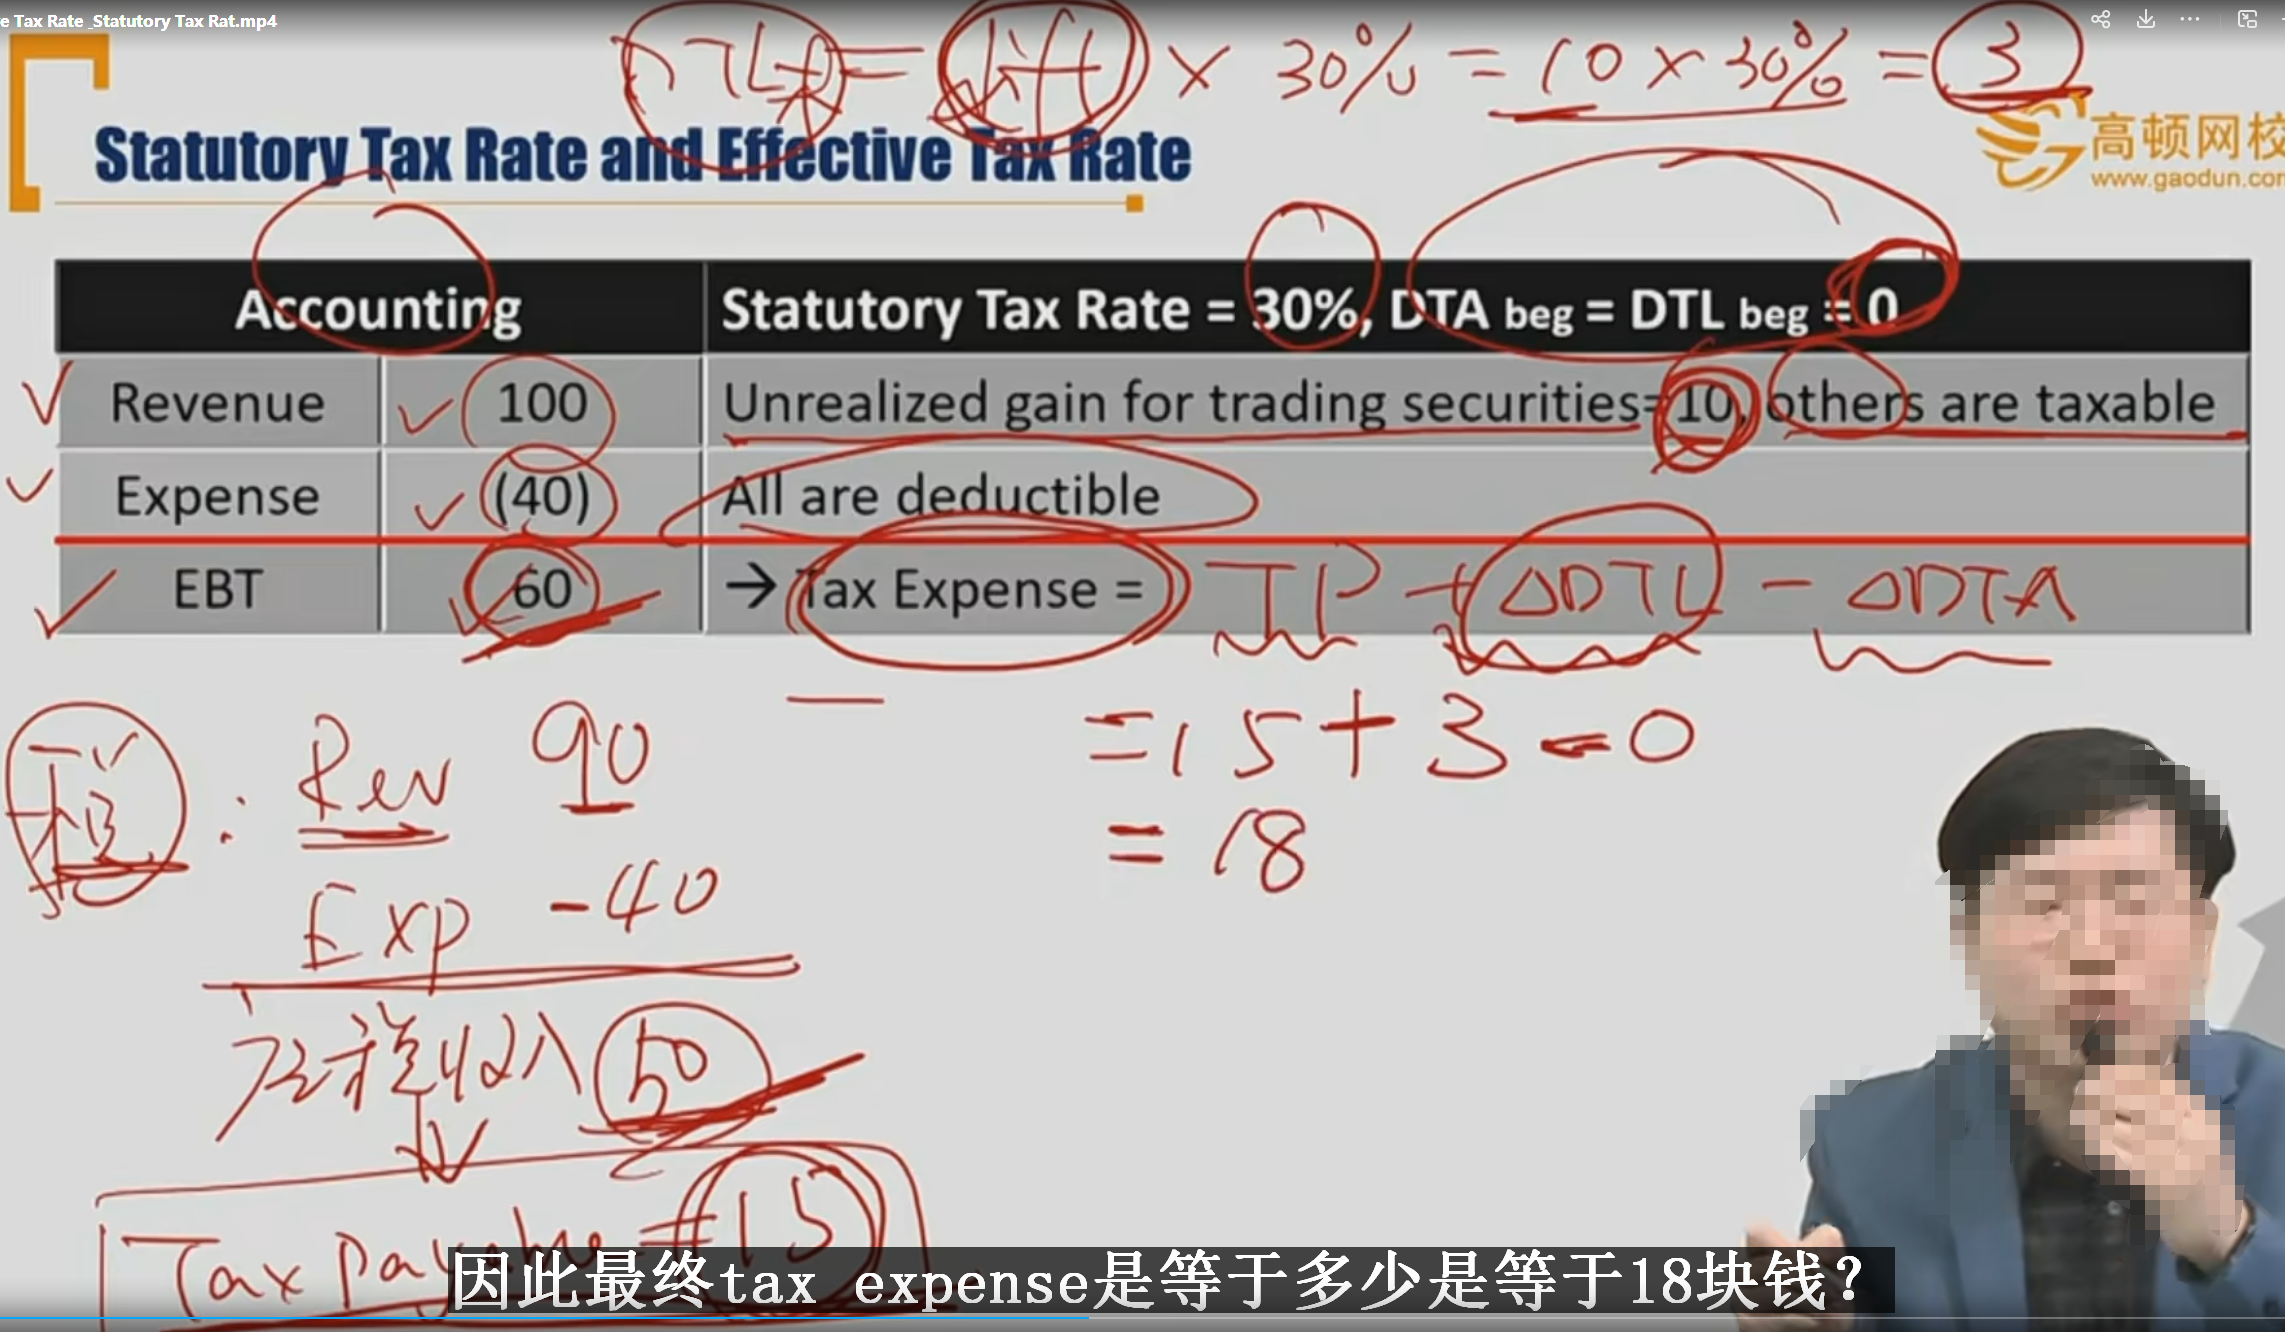 e Tax Rate _Statutory Tax Rat.mp4
DTL = diff × 30% = 10 × 30% = 3
Statutory Tax Rate and Effective Tax Rate
高顿网校
www.gaodun.com
Accounting Statutory Tax Rate = 30%, DTA beg = DTL beg = 0
Revenue 100 Unrealized gain for trading securities=10, others are taxable
Expense (40) All are deductible
EBT 60 → Tax Expense = TP + ΔDTL - ΔDTA
税: Rev 90
= 15 + 3 - 0
= 18
Exp -40
应税收入 50
Tax Payable = 15
因此最终tax expense是等于多少是等于18块钱?